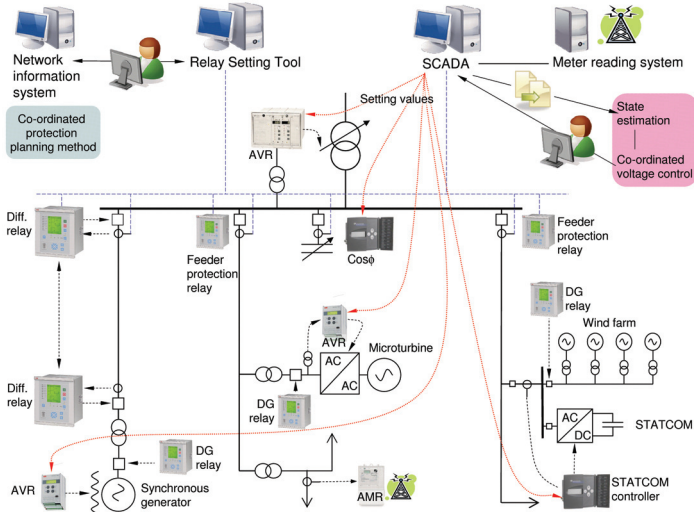 Network
information
system
Relay Setting Tool
SCADA
Meter reading system
Co-ordinated
protection
planning method
Setting values
AVR
State
estimation
Co-ordinated
voltage control
Diff.
relay
Feeder
protection
relay
Cosϕ
Feeder
protection
relay
DG
relay
Wind farm
AVR
AC
AC
Microturbine
Diff.
relay
DG
relay
AC
DC
STATCOM
DG
relay
AVR
Synchronous
generator
AMR
STATCOM
controller